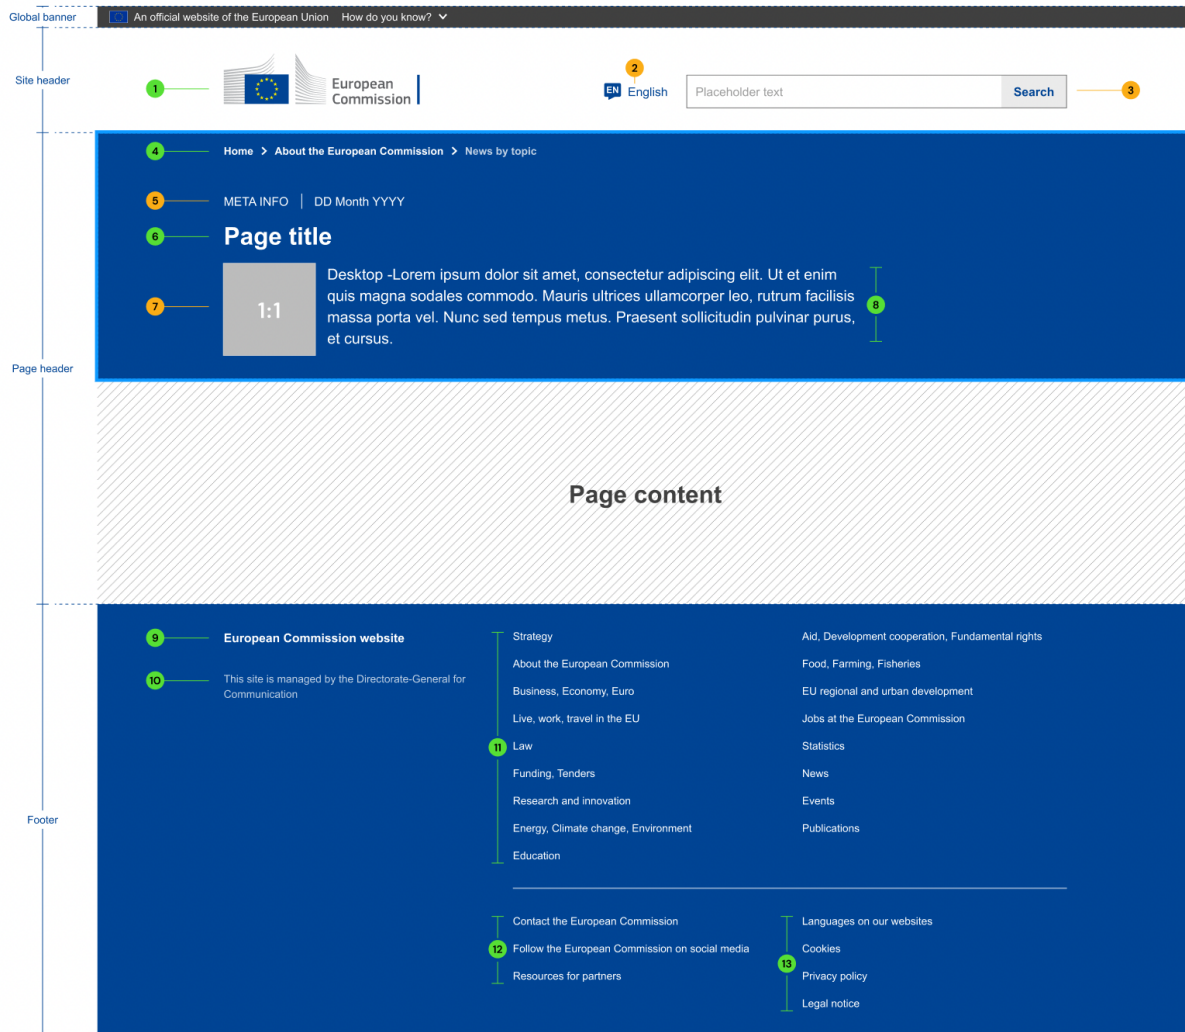 Global banner
An official website of the European Union How do you know?
Site header
1
European
Commission
2
EN English
Placeholder text
Search
3
4
Home > About the European Commission > News by topic
5
META INFO | DD Month YYYY
6
Page title
7
1:1
Desktop -Lorem ipsum dolor sit amet, consectetur adipiscing elit. Ut et enim
quis magna sodales commodo. Mauris ultrices ullamcorper leo, rutrum facilisis
massa porta vel. Nunc sed tempus metus. Praesent sollicitudin pulvinar purus,
et cursus.
8
Page header
Page content
9
European Commission website
10
This site is managed by the Directorate-General for
Communication
11
Strategy
About the European Commission
Business, Economy, Euro
Live, work, travel in the EU
Law
Funding, Tenders
Research and innovation
Energy, Climate change, Environment
Education
Aid, Development cooperation, Fundamental rights
Food, Farming, Fisheries
EU regional and urban development
Jobs at the European Commission
Statistics
News
Events
Publications
Footer
12
Contact the European Commission
Follow the European Commission on social media
Resources for partners
13
Languages on our websites
Cookies
Privacy policy
Legal notice